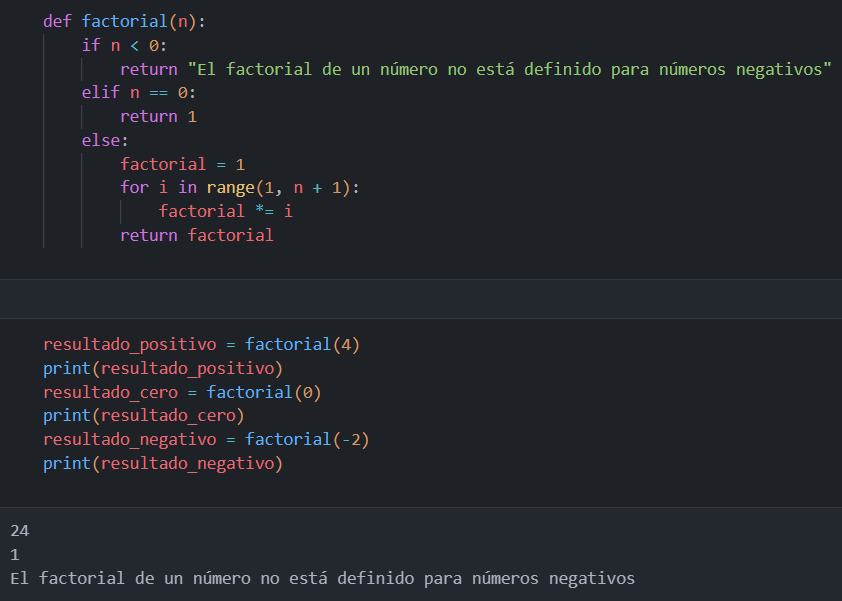 def factorial(n):
    if n < 0:
        return "El factorial de un número no está definido para números negativos"
    elif n == 0:
        return 1
    else:
        factorial = 1
        for i in range(1, n + 1):
            factorial *= i
        return factorial
resultado_positivo = factorial(4)
print(resultado_positivo)
resultado_cero = factorial(0)
print(resultado_cero)
resultado_negativo = factorial(-2)
print(resultado_negativo)
24
1
El factorial de un número no está definido para números negativos